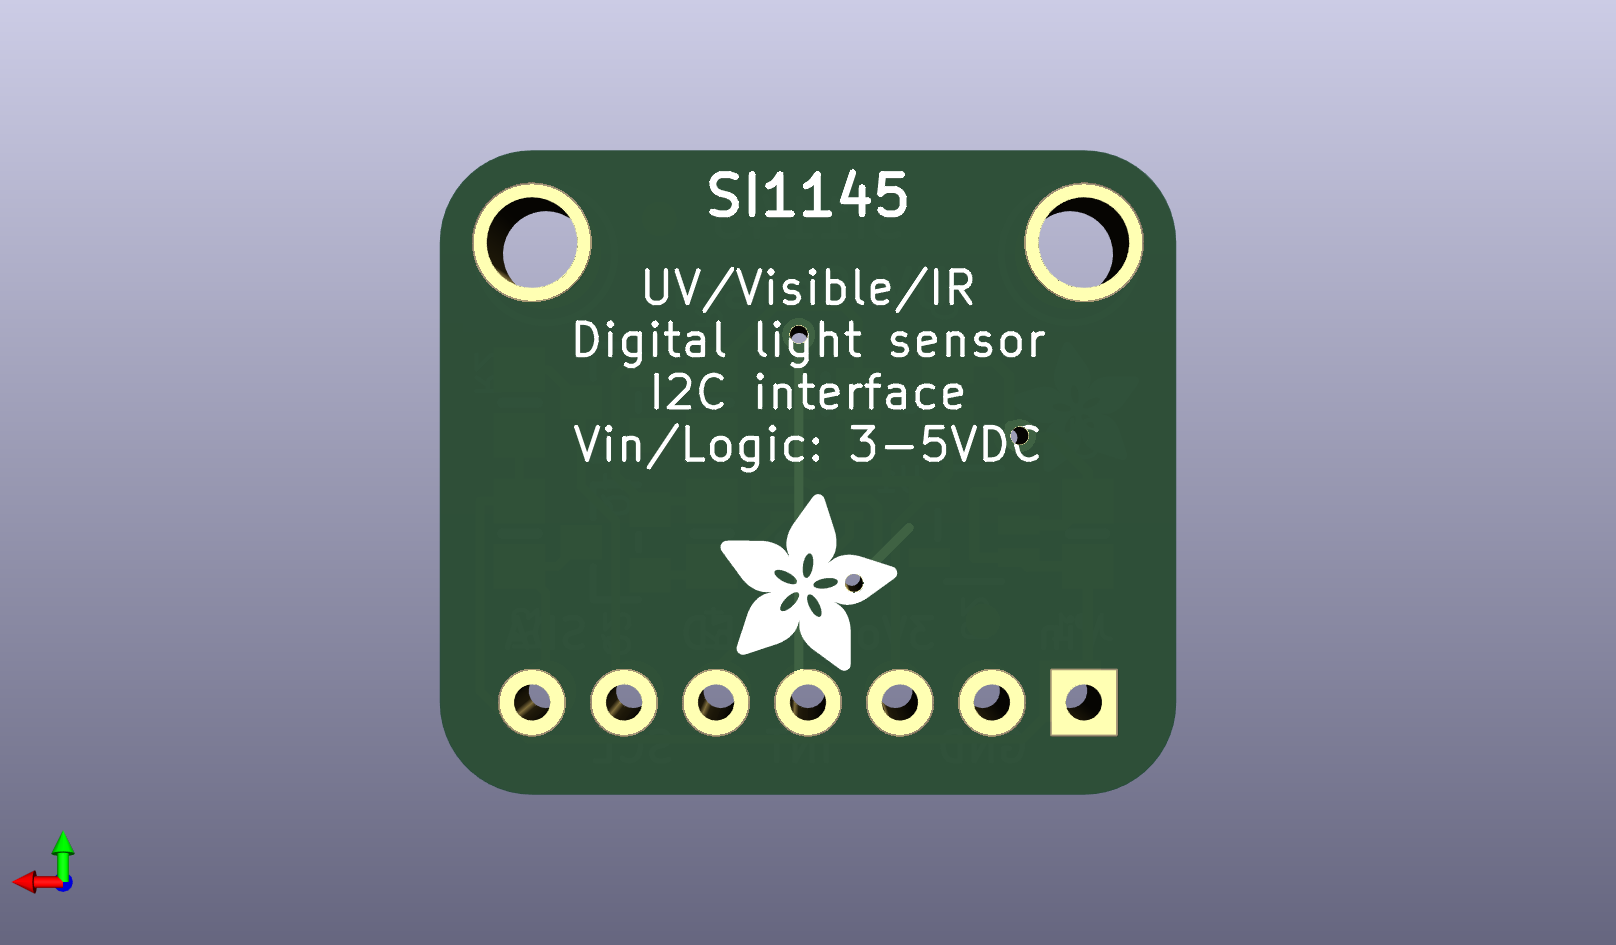 SI1145
UV/Visible/IR
Digital light sensor
I2C interface
Vin/Logic: 3-5VDC